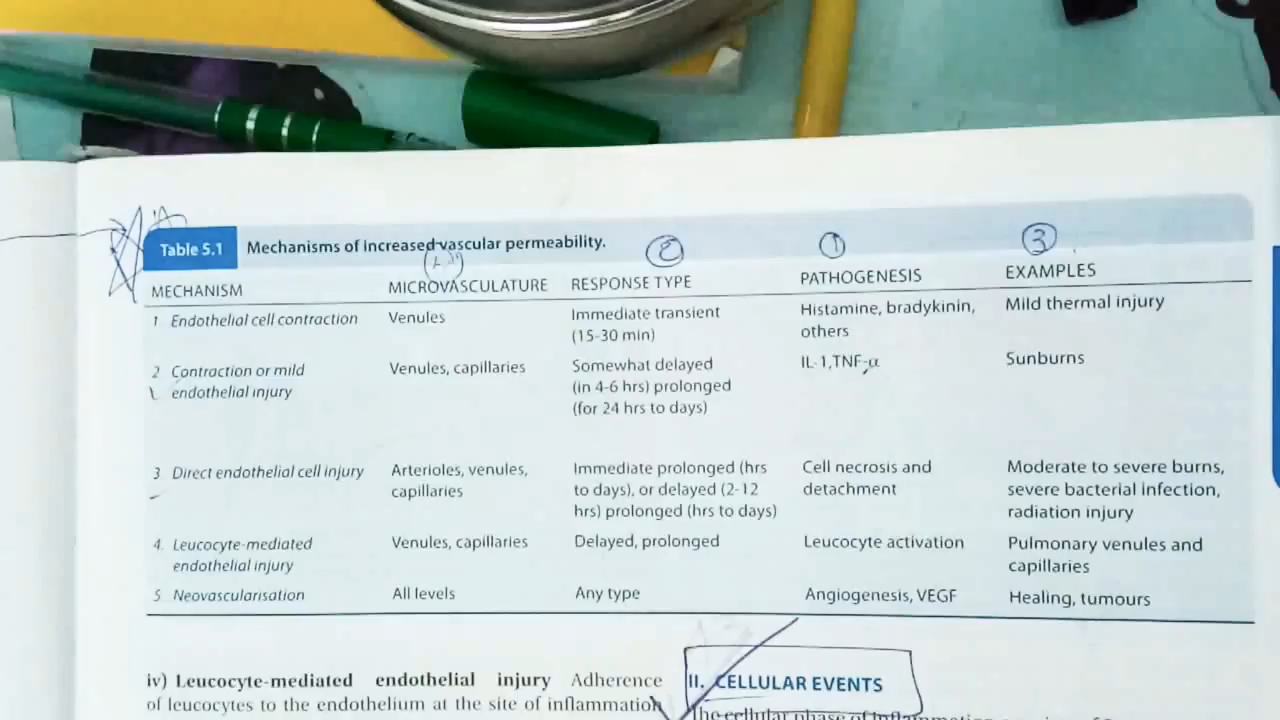 Table 5.1 Mechanisms of increased vascular permeability.
2 1 3
MECHANISM MICROVASCULATURE RESPONSE TYPE PATHOGENESIS EXAMPLES
1 Endothelial cell contraction Venules Immediate transient Histamine, bradykinin, Mild thermal injury
(15-30 min) others
2 Contraction or mild Venules, capillaries Somewhat delayed IL-1,TNF-α Sunburns
endothelial injury (in 4-6 hrs) prolonged
(for 24 hrs to days)
3 Direct endothelial cell injury Arterioles, venules, Immediate prolonged (hrs Cell necrosis and Moderate to severe burns,
capillaries to days), or delayed (2-12 detachment severe bacterial infection,
hrs) prolonged (hrs to days) radiation injury
4. Leucocyte-mediated Venules, capillaries Delayed, prolonged Leucocyte activation Pulmonary venules and
endothelial injury capillaries
5 Neovascularisation All levels Any type Angiogenesis, VEGF Healing, tumours
iv) Leucocyte-mediated endothelial injury Adherence
of leucocytes to the endothelium at the site of inflammation
II. CELLULAR EVENTS
The cellular phase of inflammation